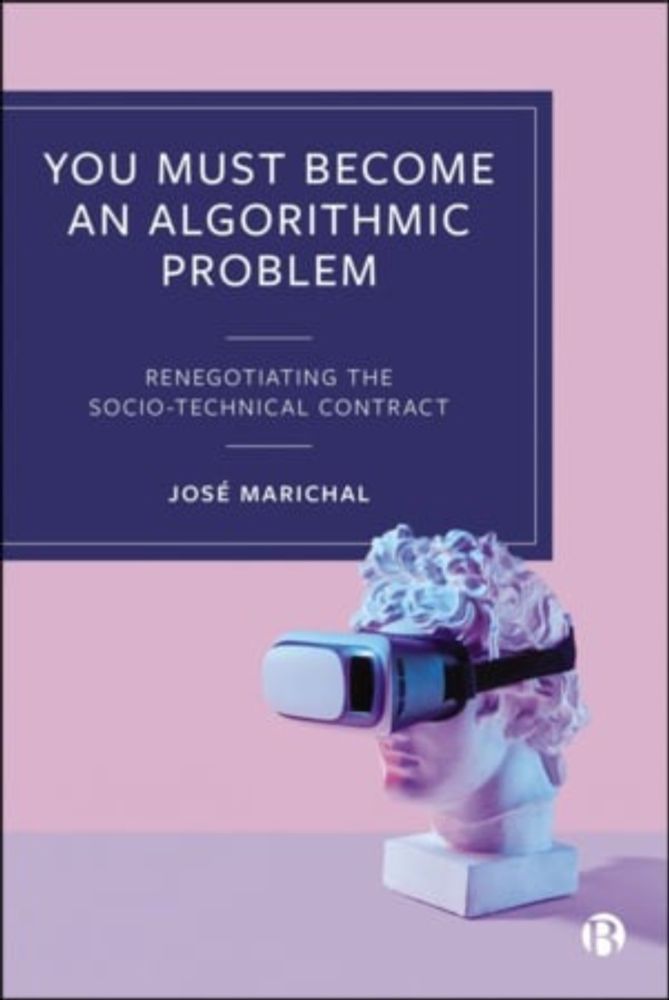 YOU MUST BECOME
AN ALGORITHMIC
PROBLEM
RENEGOTIATING THE
SOCIO-TECHNICAL CONTRACT
JOSÉ MARICHAL
B